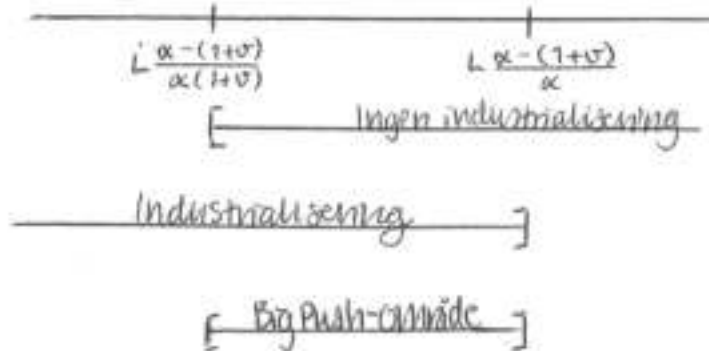 L α-(1+v)/α(1+v) L α-(1+v)/α
Ingen industrialisering
Industrialisering
Big Push-område